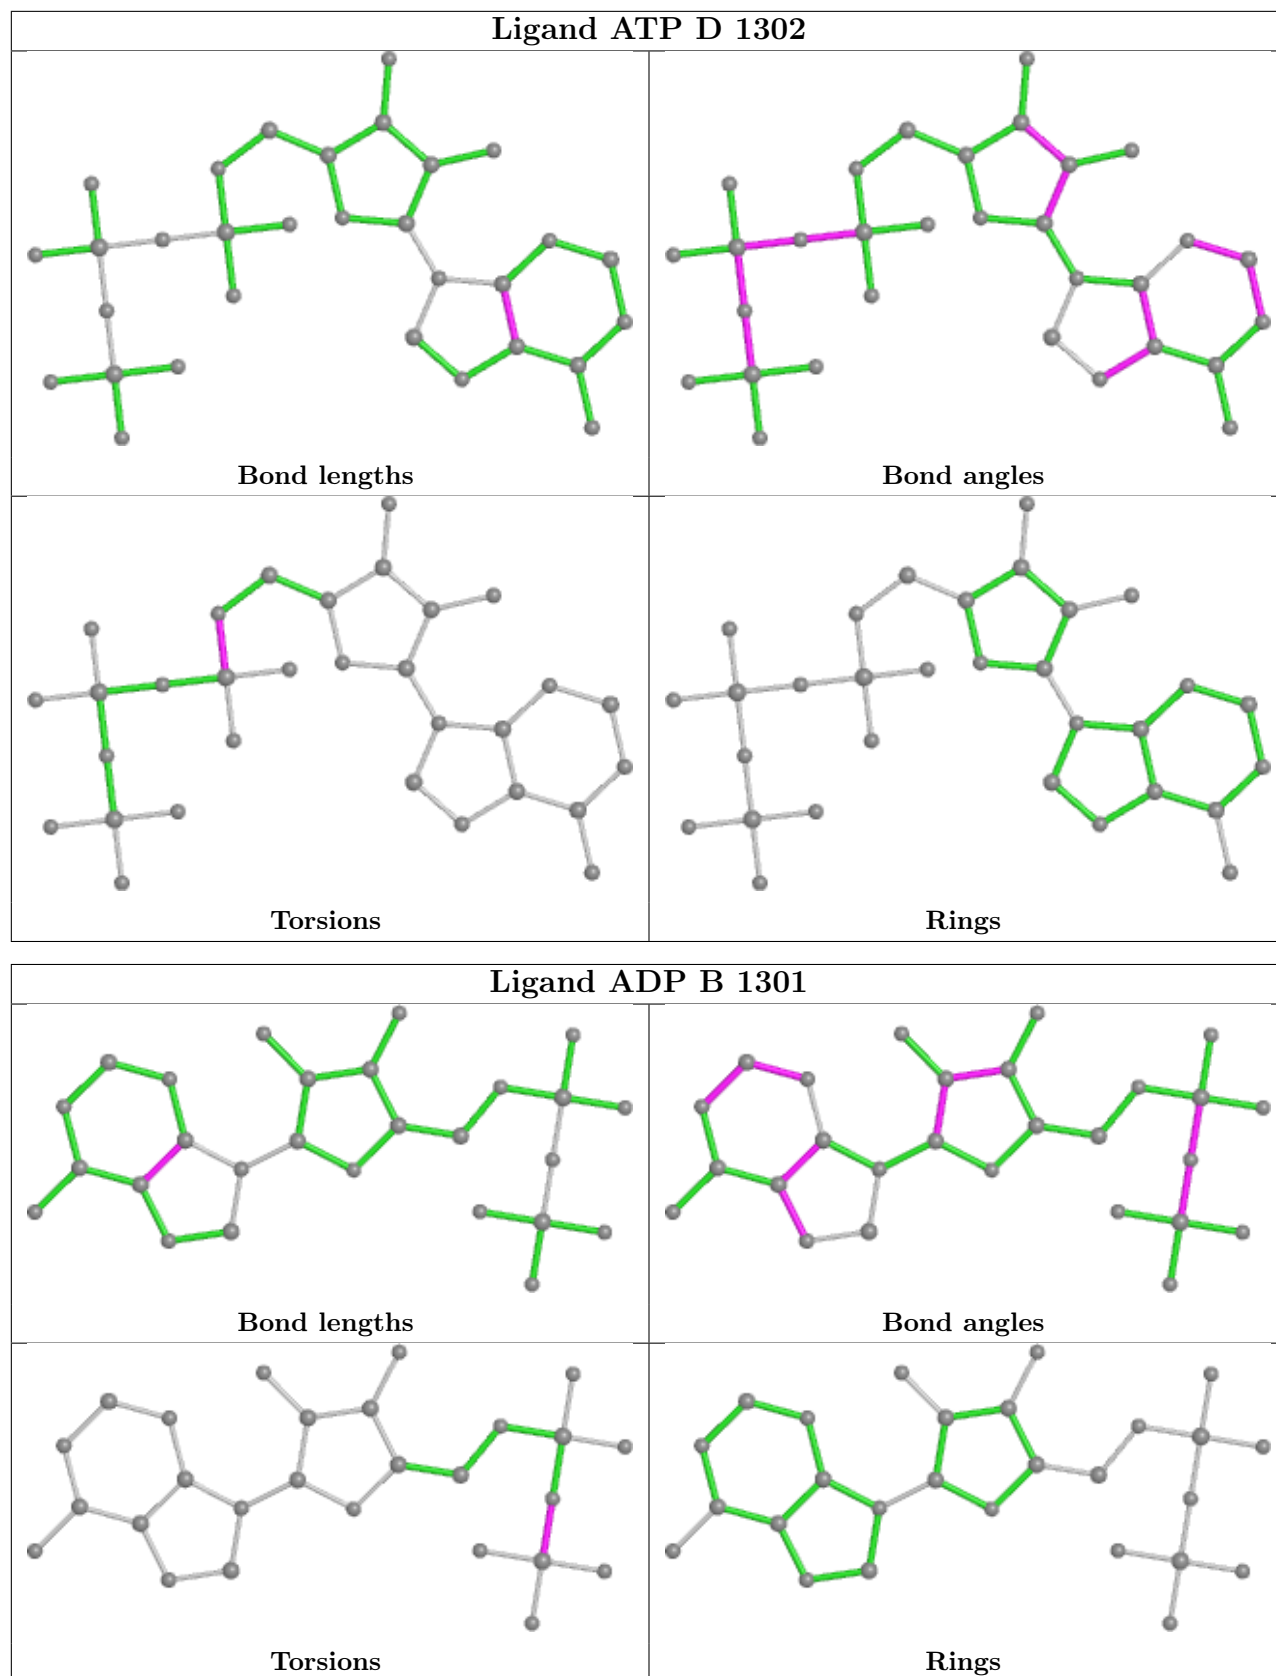 Ligand ATP D 1302
Bond lengths
Bond angles
Torsions
Rings
Ligand ADP B 1301
Bond lengths
Bond angles
Torsions
Rings